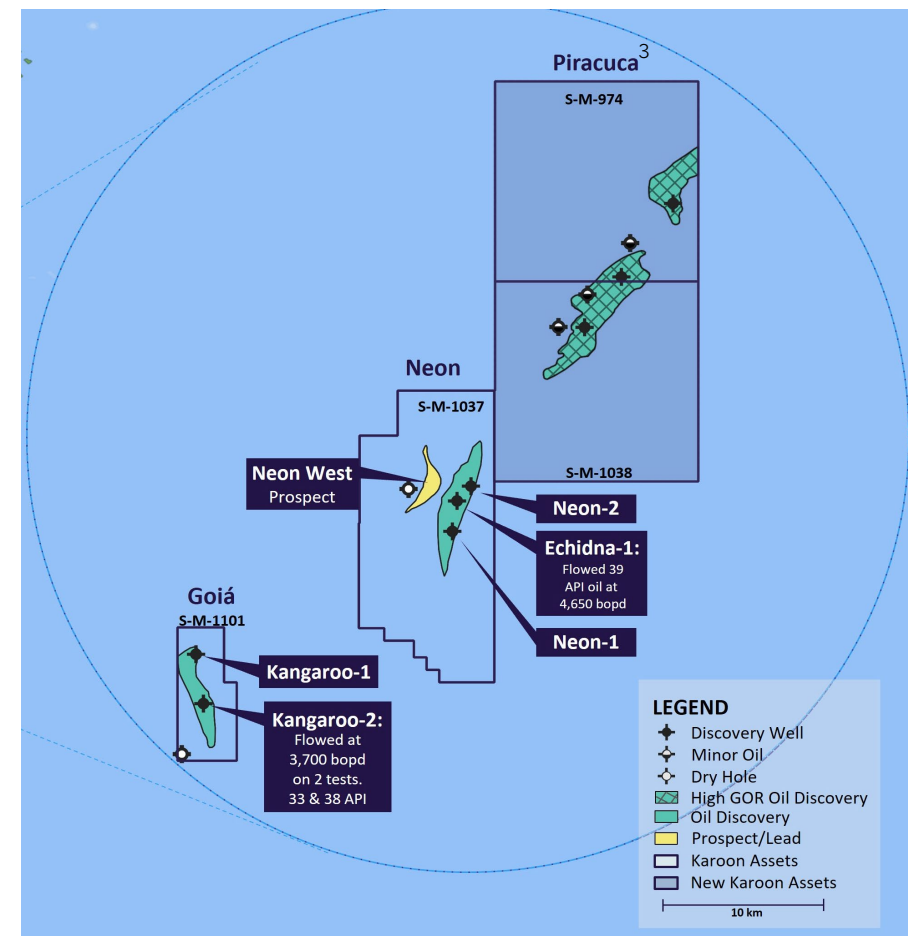 Piracuca3
S-M-974
Neon
S-M-1037
S-M-1038
Neon West
Prospect
Neon-2
Echidna-1:
Flowed 39
API oil at
4,650 bopd
Neon-1
Goiá
S-M-1101
Kangaroo-1
Kangaroo-2:
Flowed at
3,700 bopd
on 2 tests.
33 & 38 API
LEGEND
Discovery Well
Minor Oil
Dry Hole
High GOR Oil Discovery
Oil Discovery
Prospect/Lead
Karoon Assets
New Karoon Assets
10 km